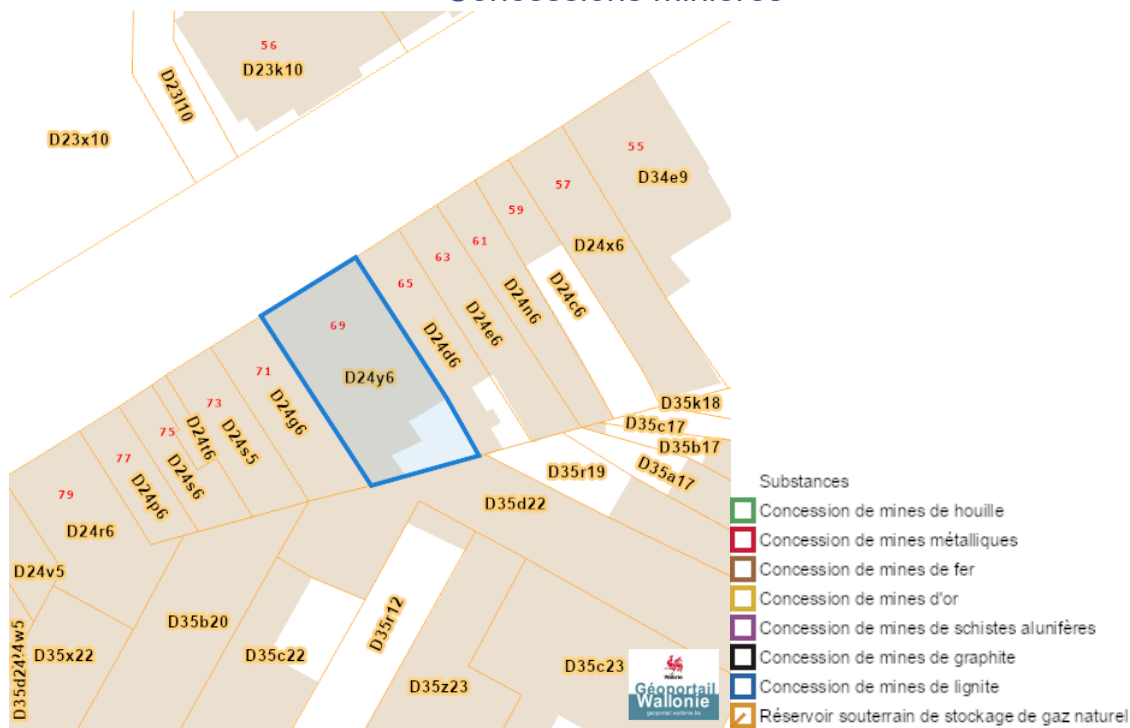 Concessions minières
56
D23k10
D23l10
D23x10
55
D34e9
57
59
D24x6
61
63
D24c6
65
D24n6
D24e6
69
D24d6
71
D24y6
73
D24g6
D35k18
75
D24t6
D24s5
D35c17
77
D35b17
D24s6
D35a17
79
D24p6
D35r19
D24r6
D35d22
D24v5
D35b20
D35r12
D35x22
D35c22
D35c23
D35z23
Wallonie
Géoportail
Wallonie
geoportail.wallonie.be
Substances
Concession de mines de houille
Concession de mines métalliques
Concession de mines de fer
Concession de mines d'or
Concession de mines de schistes alunifères
Concession de mines de graphite
Concession de mines de lignite
Réservoir souterrain de stockage de gaz naturel